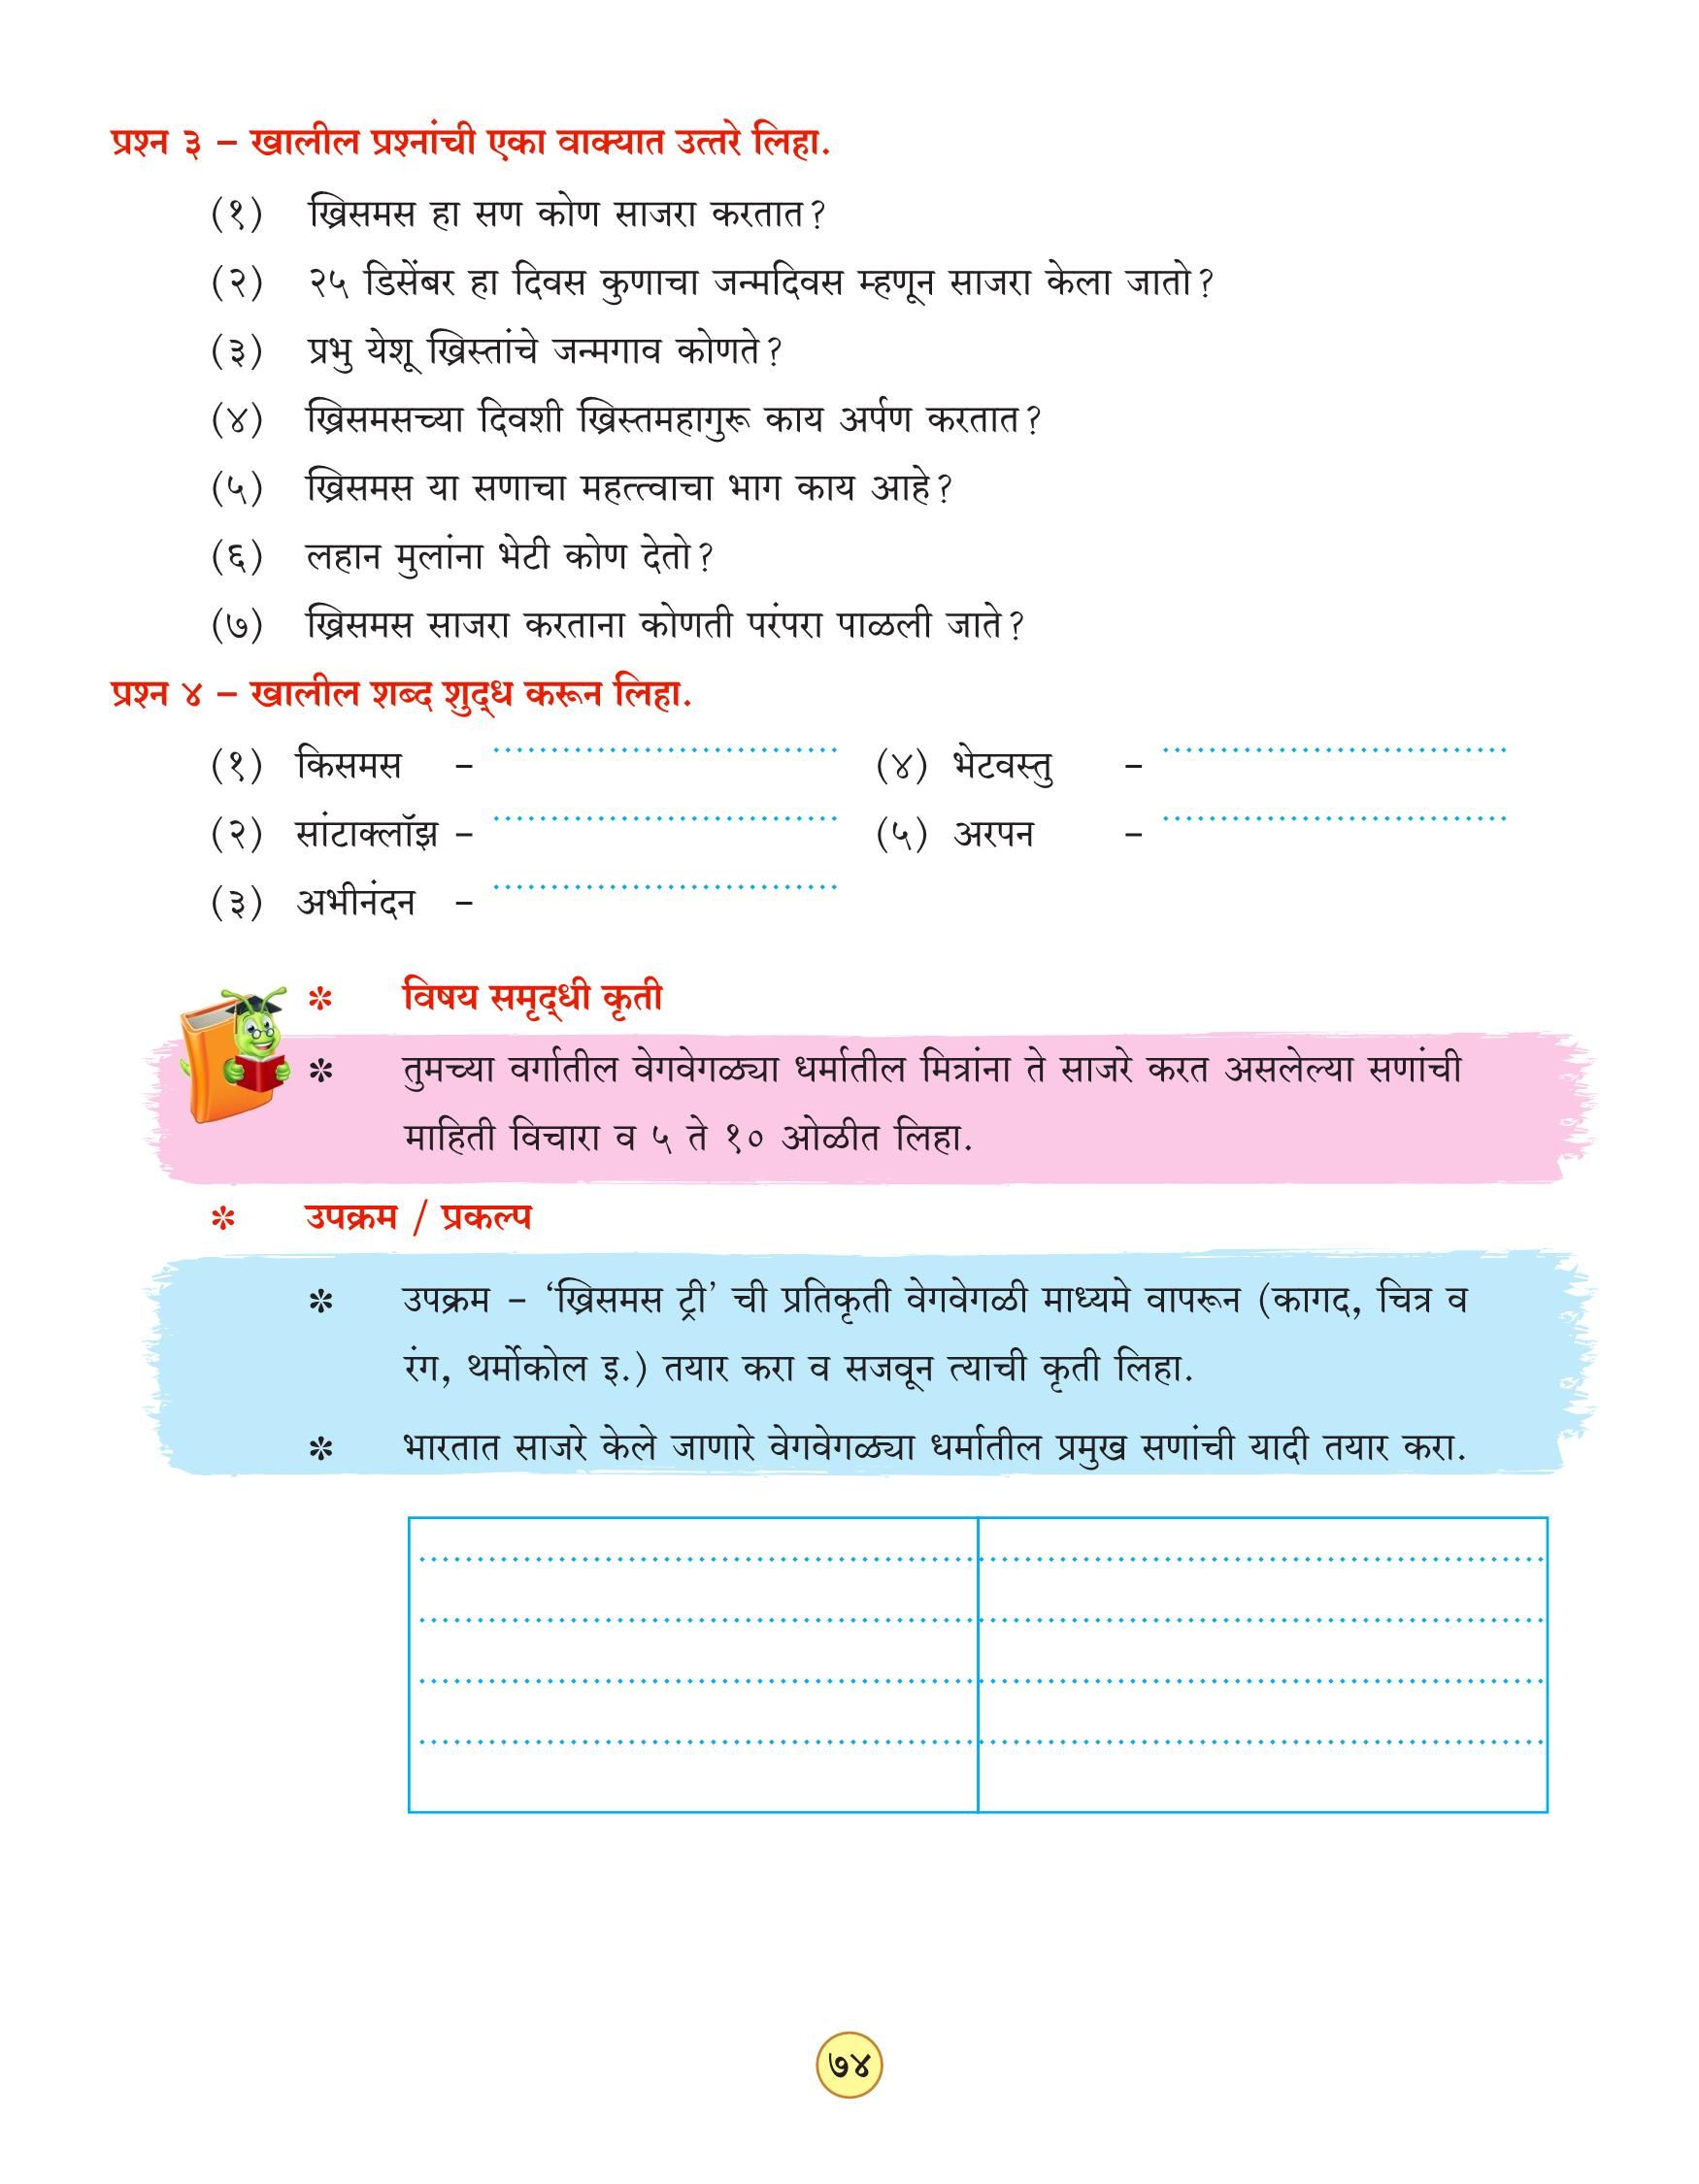 प्रश्न ३ – खालील प्रश्नांची एका वाक्यात उत्तरे लिहा.
(१) ख्रिसमस हा सण कोण साजरा करतात?
(२) २५ डिसेंबर हा दिवस कुणाचा जन्मदिवस म्हणून साजरा केला जातो?
(३) प्रभु येशू ख्रिस्तांचे जन्मगाव कोणते?
(४) ख्रिसमसच्या दिवशी ख्रिस्तमहागुरू काय अर्पण करतात?
(५) ख्रिसमस या सणाचा महत्त्वाचा भाग काय आहे?
(६) लहान मुलांना भेटी कोण देतो?
(७) ख्रिसमस साजरा करताना कोणती परंपरा पाळली जाते?
प्रश्न ४ – खालील शब्द शुद्ध करून लिहा.
(१) किसमस – .............................. (४) भेटवस्तु – ..............................
(२) सांटाक्लॉझ – .............................. (५) अरपन – ..............................
(३) अभीनंदन – ..............................
* विषय समृद्धी कृती
* तुमच्या वर्गातील वेगवेगळ्या धर्मातील मित्रांना ते साजरे करत असलेल्या सणांची
माहिती विचारा व ५ ते १० ओळीत लिहा.
* उपक्रम / प्रकल्प
* उपक्रम – ‘ख्रिसमस ट्री’ ची प्रतिकृती वेगवेगळी माध्यमे वापरून (कागद, चित्र व
रंग, थर्मोकोल इ.) तयार करा व सजवून त्याची कृती लिहा.
* भारतात साजरे केले जाणारे वेगवेगळ्या धर्मातील प्रमुख सणांची यादी तयार करा.
७४